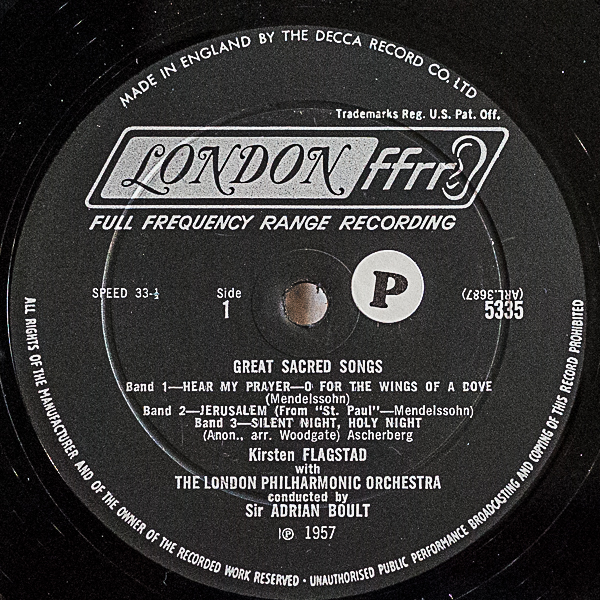 MADE IN ENGLAND BY THE DECCA RECORD CO. LTD
Trademarks Reg. U.S. Pat. Off.
LONDON ffrr
FULL FREQUENCY RANGE RECORDING
P
SPEED 33-⅓
Side
1
(ARL.3687)
5335
GREAT SACRED SONGS
Band 1—HEAR MY PRAYER—O FOR THE WINGS OF A DOVE
(Mendelssohn)
Band 2—JERUSALEM (From "St. Paul"—Mendelssohn)
Band 3—SILENT NIGHT, HOLY NIGHT
(Anon., arr. Woodgate) Ascherberg
Kirsten FLAGSTAD
with
THE LONDON PHILHARMONIC ORCHESTRA
conducted by
Sir ADRIAN BOULT
℗ 1957
ALL RIGHTS OF THE MANUFACTURER AND OF THE OWNER OF THE RECORDED WORK RESERVED · UNAUTHORISED PUBLIC PERFORMANCE BROADCASTING AND COPYING OF THIS RECORD PROHIBITED